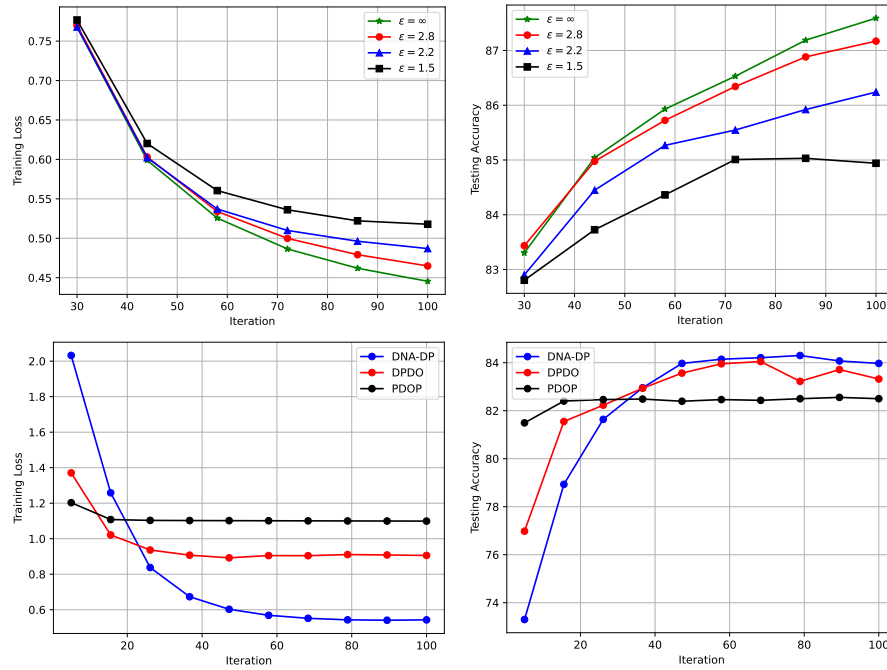 0.75
0.70
0.65
0.60
0.55
0.50
0.45
Training Loss
30 40 50 60 70 80 90 100
Iteration
ε = ∞
ε = 2.8
ε = 2.2
ε = 1.5
87
86
85
84
83
Testing Accuracy
30 40 50 60 70 80 90 100
Iteration
ε = ∞
ε = 2.8
ε = 2.2
ε = 1.5
2.0
1.8
1.6
1.4
1.2
1.0
0.8
0.6
Training Loss
20 40 60 80 100
Iteration
DNA-DP
DPDO
PDOP
84
82
80
78
76
74
Testing Accuracy
20 40 60 80 100
Iteration
DNA-DP
DPDO
PDOP